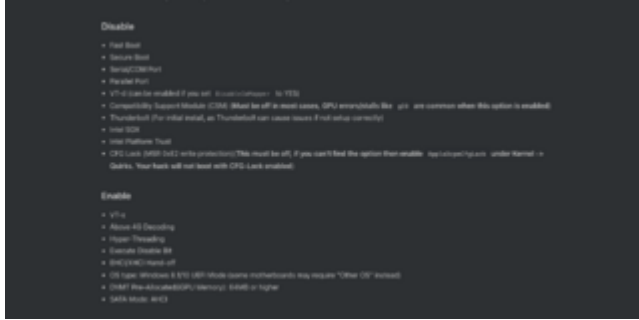 Disable
• Fast Boot
• Secure Boot
• Serial/COM Port
• Parallel Port
• VT-d (can be enabled if you set DisableIoMapper to YES)
• Compatibility Support Module (CSM) (Must be off in most cases, GPU errors/stalls like gIO are common when this option is enabled)
• Thunderbolt (For initial install, as Thunderbolt can cause issues if not setup correctly)
• Intel SGX
• Intel Platform Trust
• CFG Lock (MSR 0xE2 write protection)(This must be off, if you can't find the option then enable under Kernel ->
Quirks. Your hack will not boot with CFG-Lock enabled)
Enable
• VT-x
• Above 4G Decoding
• Hyper-Threading
• Execute Disable Bit
• EHCI/XHCI Hand-off
• OS type: Windows 8.1/10 UEFI Mode (some motherboards may require "Other OS" instead)
• DVMT Pre-Allocated(iGPU Memory): 64MB or higher
• SATA Mode: AHCI